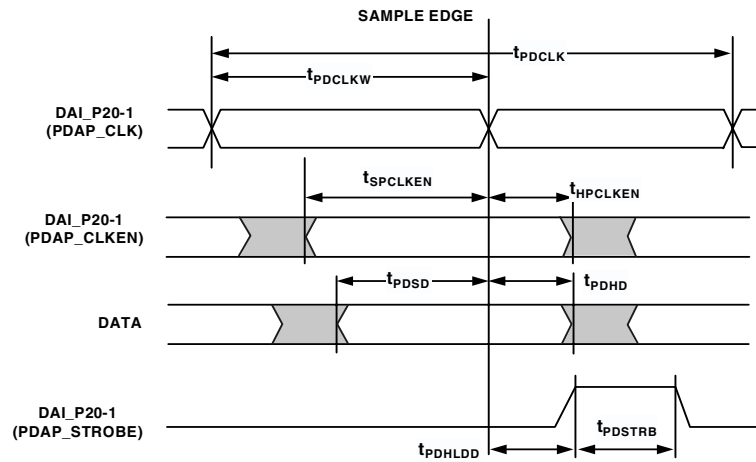 SAMPLE EDGE
tPDCLK
tPDCLKW
DAI_P20-1
(PDAP_CLK)
tSPCLKEN
tHPCLKEN
DAI_P20-1
(PDAP_CLKEN)
tPDSD
tPDHD
DATA
DAI_P20-1
(PDAP_STROBE)
tPDHLDD
tPDSTRB